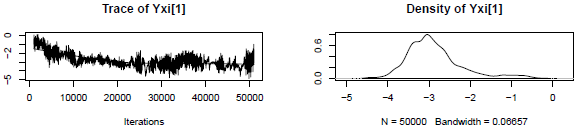 Trace of Yxi[1]
0
-2
-5
0 10000 20000 30000 40000 50000
Iterations
Density of Yxi[1]
0.6
0.0
-5 -4 -3 -2 -1 0
N = 50000 Bandwidth = 0.06657